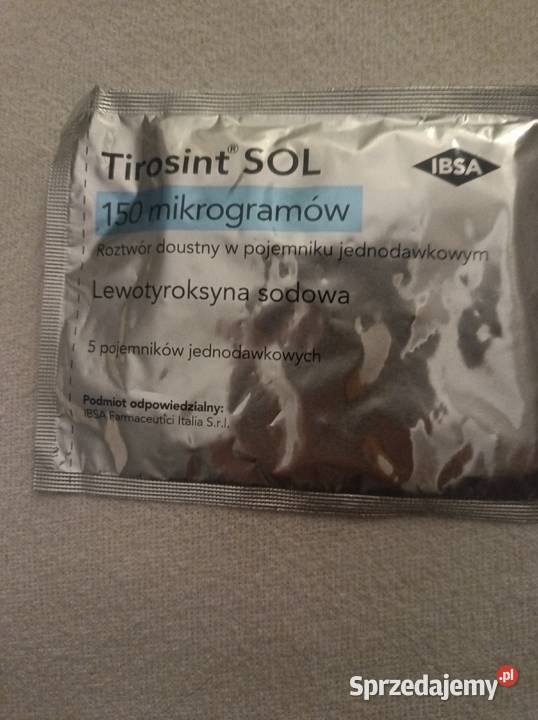 Tirosint® SOL
IBSA
150 mikrogramów
Roztwór doustny w pojemniku jednodawkowym
Lewotyroksyna sodowa
5 pojemników jednodawkowych
Podmiot odpowiedzialny:
IBSA Farmaceutici Italia S.r.l.
Sprzedajemy.pl